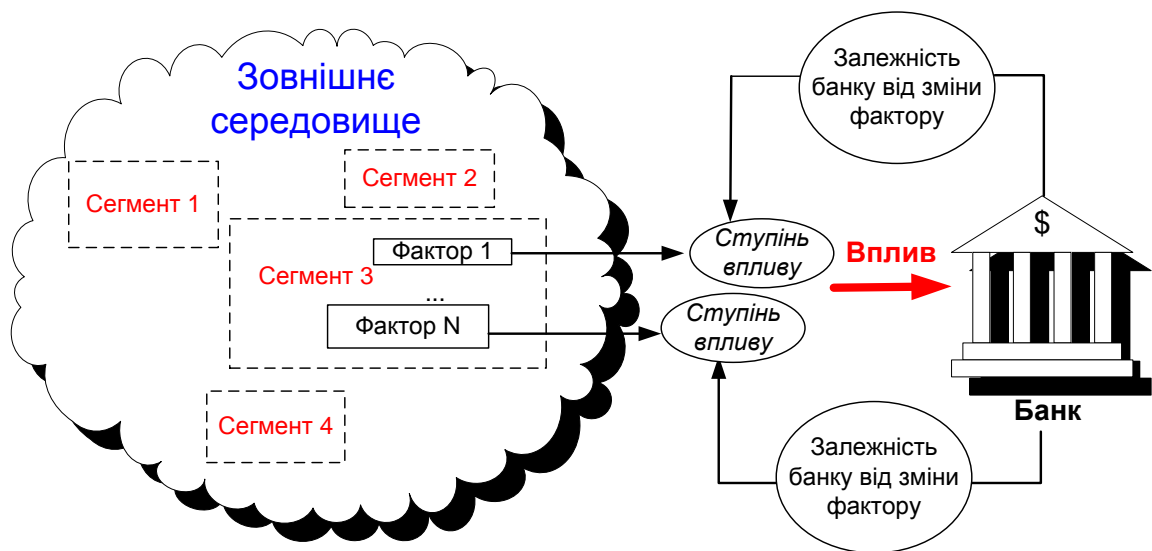 Зовнішнє
середовище
Сегмент 1
Сегмент 2
Сегмент 3
Фактор 1
...
Фактор N
Сегмент 4
Ступінь
впливу
Ступінь
впливу
Вплив
Залежність
банку від зміни
фактору
$
Банк
Залежність
банку від зміни
фактору